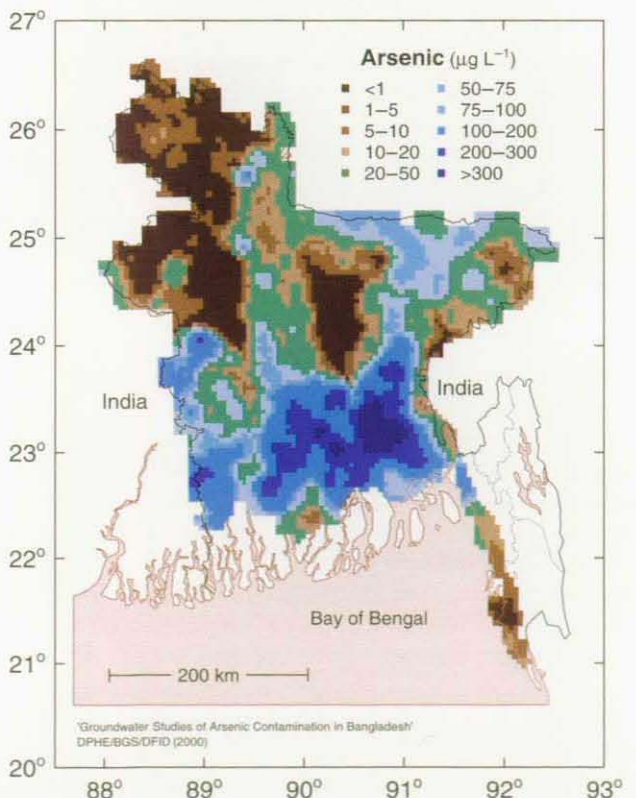 27°
26°
25°
24°
23°
22°
21°
20°
Arsenic (µg L⁻¹)
<1
1–5
5–10
10–20
20–50
50–75
75–100
100–200
200–300
>300
India
India
Bay of Bengal
200 km
'Groundwater Studies of Arsenic Contamination in Bangladesh'
DPHE/BGS/DFID (2000)
88° 89° 90° 91° 92° 93°